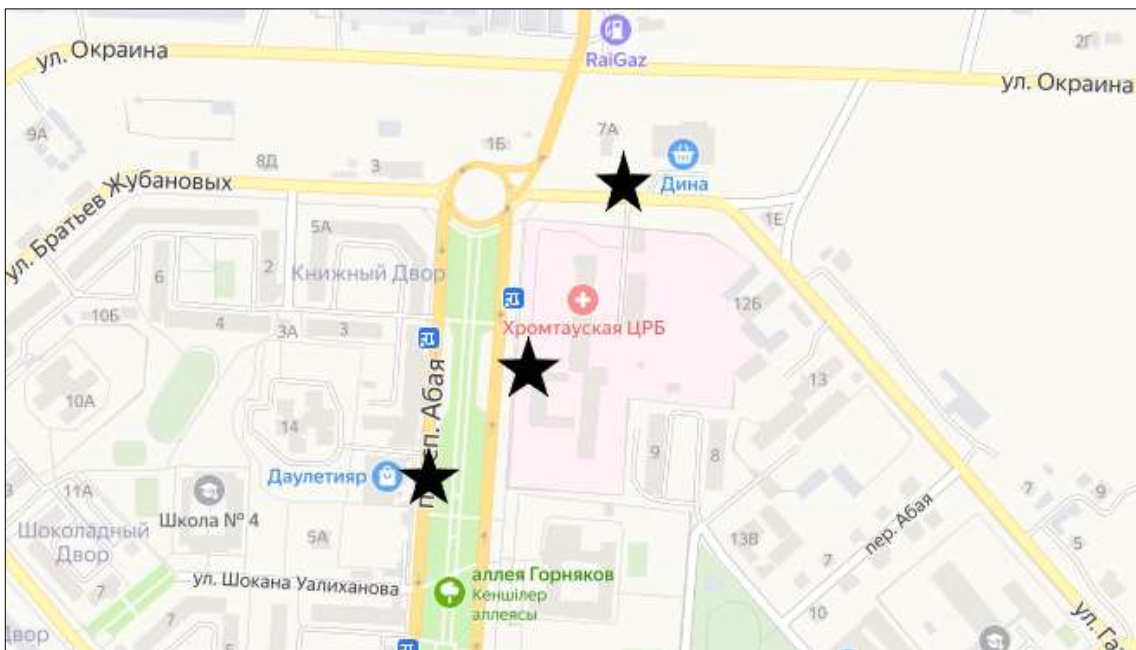 RaiGaz
2Г
ул. Окраина
ул. Окраина
9А
1Б
7А
8Д
3
Дина
ул. Братьев Жубановых
1Е
5А
6
2
Книжный Двор
12Б
10Б
4
3А
3
Хромтауская ЦРБ
13
10А
14
9
8
Даулетияр
11А
Школа № 4
7
9
Шоколадный
Двор
5А
13В
пер. Абая
5
7
аллея Горняков
ул. Шокана Уалиханова
Кеншілер
аллеясы
7
7
10